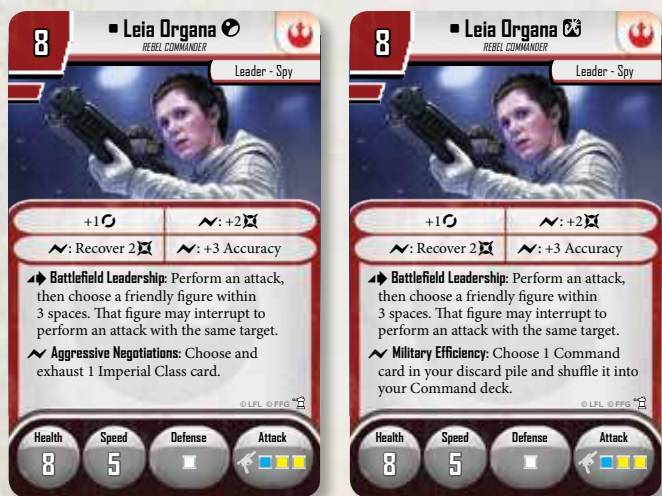 8
Leia Organa
REBEL COMMANDER
Leader - Spy
+1
: +2
: Recover 2
: +3 Accuracy
Battlefield Leadership: Perform an attack,
then choose a friendly figure within
3 spaces. That figure may interrupt to
perform an attack with the same target.
Aggressive Negotiations: Choose and
exhaust 1 Imperial Class card.
© LFL © FFG
Health
Speed
Defense
Attack
8
5
8
Leia Organa
REBEL COMMANDER
Leader - Spy
+1
: +2
: Recover 2
: +3 Accuracy
Battlefield Leadership: Perform an attack,
then choose a friendly figure within
3 spaces. That figure may interrupt to
perform an attack with the same target.
Military Efficiency: Choose 1 Command
card in your discard pile and shuffle it into
your Command deck.
© LFL © FFG
Health
Speed
Defense
Attack
8
5